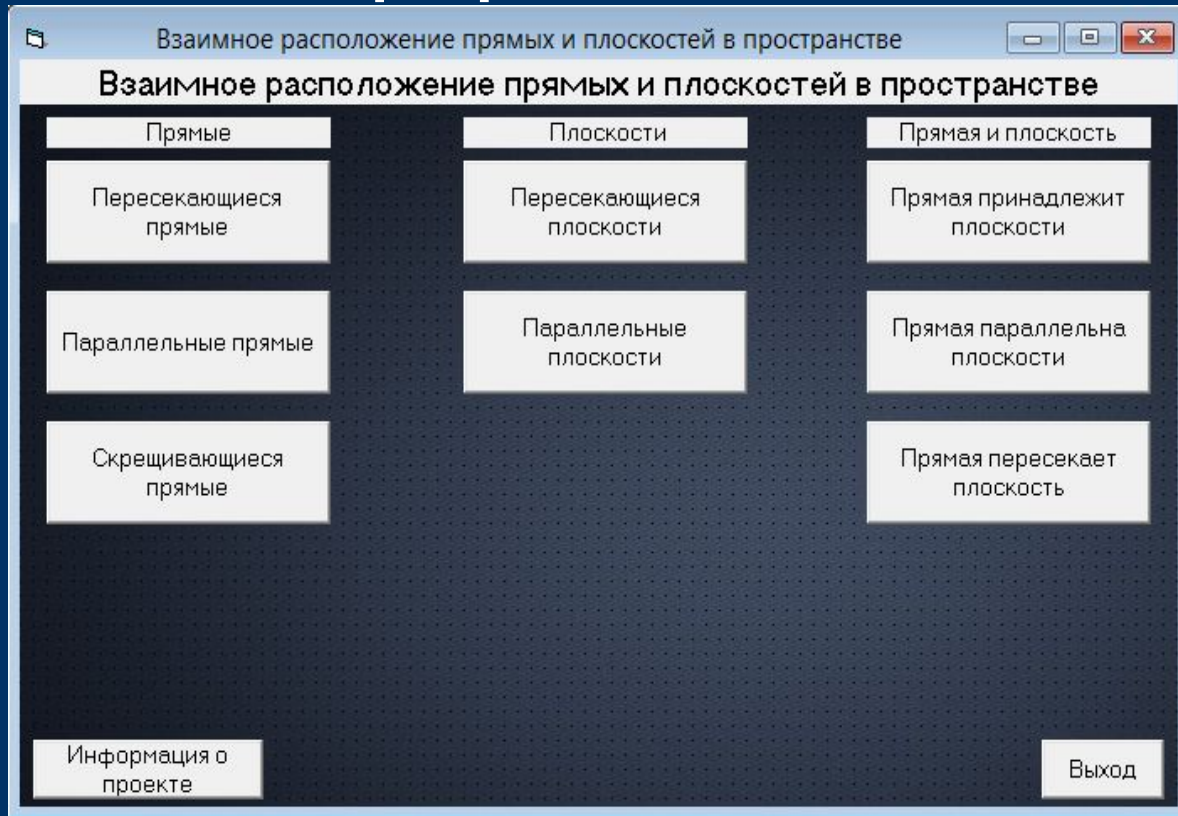 Взаимное расположение прямых и плоскостей в пространстве
Взаимное расположение прямых и плоскостей в пространстве
Прямые
Пересекающиеся
прямые
Параллельные прямые
Скрещивающиеся
прямые
Плоскости
Пересекающиеся
плоскости
Параллельные
плоскости
Прямая и плоскость
Прямая принадлежит
плоскости
Прямая параллельна
плоскости
Прямая пересекает
плоскость
Информация о
проекте
Выход